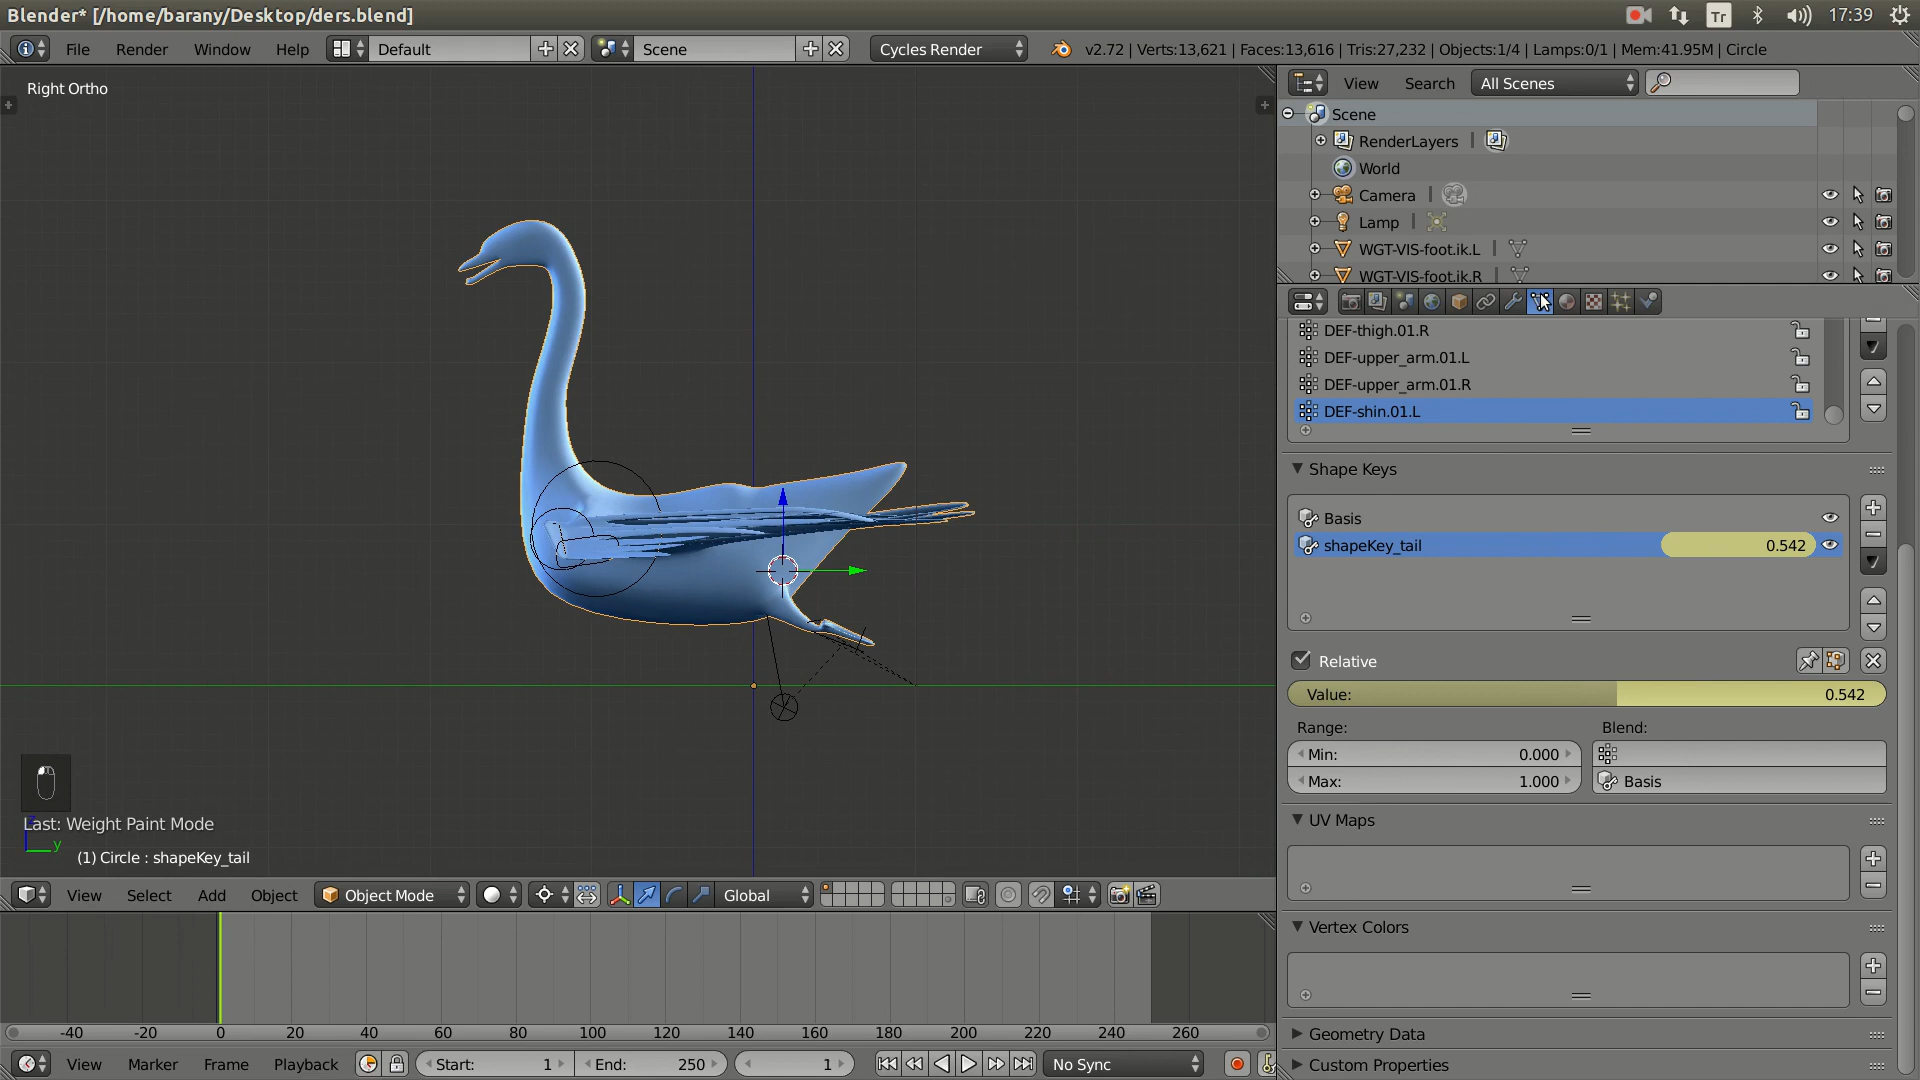 Blender* [/home/barany/Desktop/ders.blend]
Tr
17:39
File
Render
Window
Help
Default
Scene
Cycles Render
v2.72 | Verts:13,621 | Faces:13,616 | Tris:27,232 | Objects:1/4 | Lamps:0/1 | Mem:41.95M | Circle
Right Ortho
View
Search
All Scenes
Scene
RenderLayers
World
Camera
Lamp
WGT-VIS-foot.ik.L
WGT-VIS-foot.ik.R
DEF-thigh.01.R
DEF-upper_arm.01.L
DEF-upper_arm.01.R
DEF-shin.01.L
Shape Keys
Basis
shapeKey_tail
0.542
Relative
Value:
0.542
Range:
Blend:
Min:
0.000
Max:
1.000
Basis
UV Maps
Vertex Colors
Geometry Data
Custom Properties
Last: Weight Paint Mode
y
(1) Circle : shapeKey_tail
View
Select
Add
Object
Object Mode
Global
-40
-20
0
20
40
60
80
100
120
140
160
180
200
220
240
260
View
Marker
Frame
Playback
Start:
1
End:
250
1
No Sync